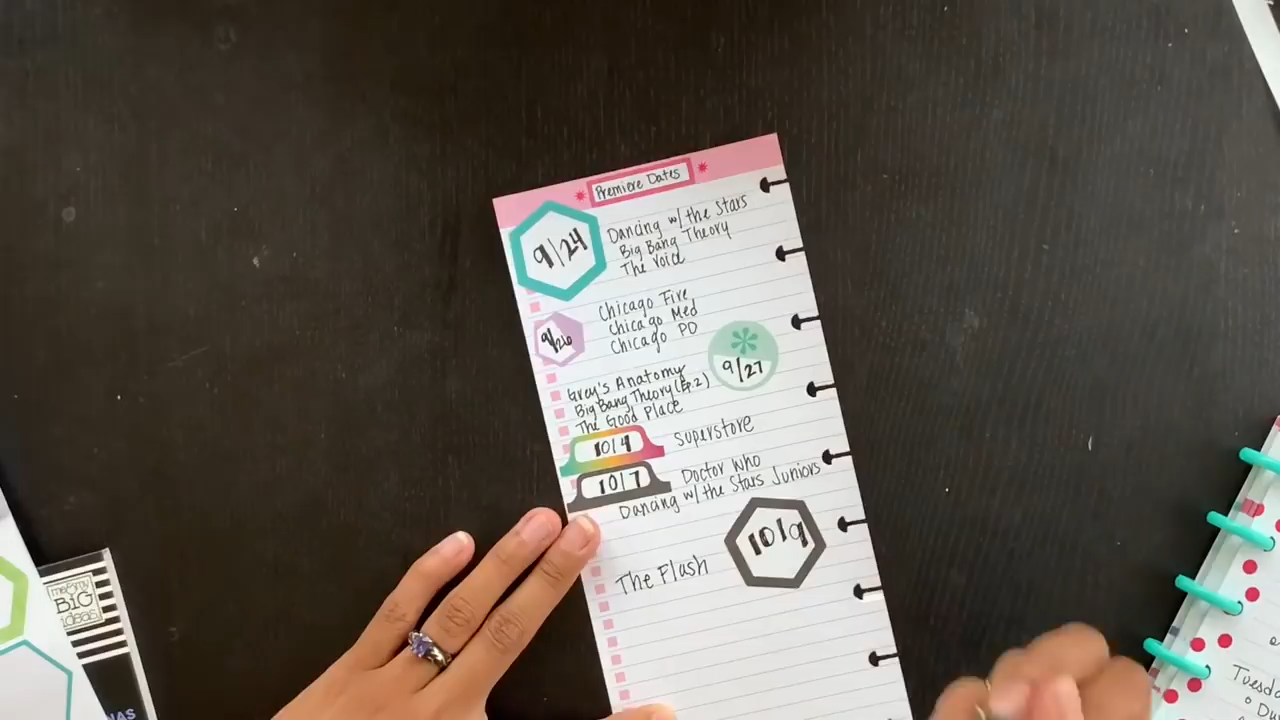 Premiere Dates
9/24
Dancing w/ the Stars
Big Bang Theory
The Voice
9/26
Chicago Fire
Chicago Med
Chicago PD
9/27
Grey's Anatomy
Big Bang Theory (Ep. 2)
The Good Place
10/4
Superstore
10/7
Doctor Who
Dancing w/ the Stars Juniors
10/9
The Flash
me & my
BIG
ideas
NAS
Tuesda